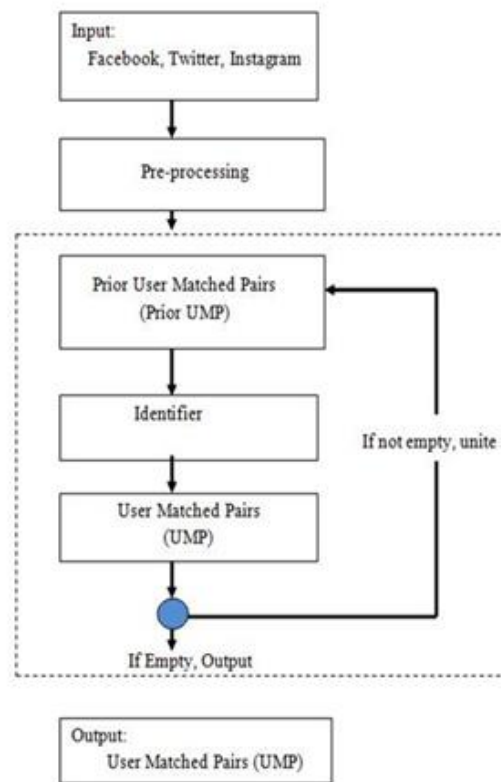 Input:
Facebook, Twitter, Instagram
Pre-processing
Prior User Matched Pairs
(Prior UMP)
Identifier
If not empty, unite
User Matched Pairs
(UMP)
If Empty, Output
Output:
User Matched Pairs (UMP)